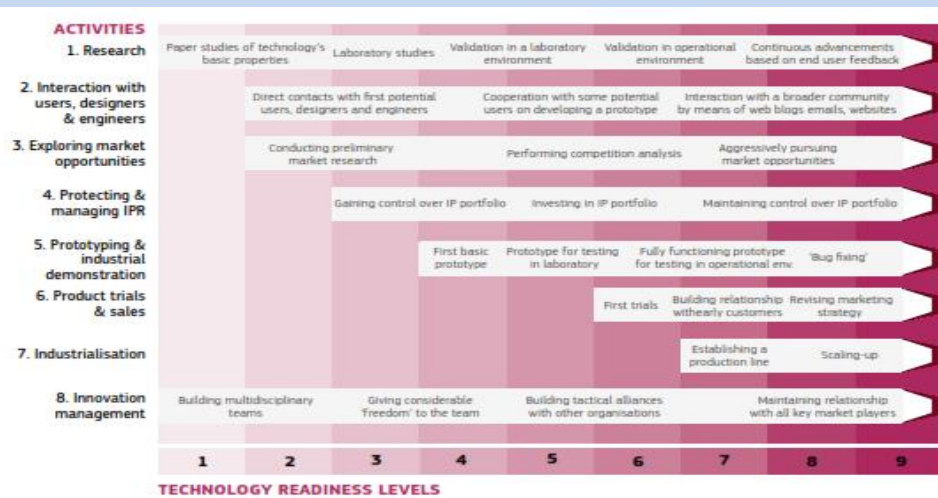 ACTIVITIES
1. Research
Paper studies of technology's
basic properties
Laboratory studies
Validation in a laboratory
environment
Validation in operational
environment
Continuous advancements
based on end user feedback
2. Interaction with
users, designers
& engineers
Direct contacts with first potential
users, designers and engineers
Cooperation with some potential
users on developing a prototype
Interaction with a broader community
by means of web blogs emails, websites
3. Exploring market
opportunities
Conducting preliminary
market research
Performing competition analysis
Aggressively pursuing
market opportunities
4. Protecting &
managing IPR
Gaining control over IP portfolio
Investing in IP portfolio
Maintaining control over IP portfolio
5. Prototyping &
industrial
demonstration
First basic
prototype
Prototype for testing
in laboratory
Fully functioning prototype
for testing in operational env.
'Bug fixing'
6. Product trials
& sales
First trials
Building relationship
withearly customers
Revising marketing
strategy
7. Industrialisation
Establishing a
production line
Scaling-up
8. Innovation
management
Building multidisciplinary
teams
Giving considerable
'Freedom' to the team
Building tactical alliances
with other organisations
Maintaining relationship
with all key market players
1 2 3 4 5 6 7 8 9
TECHNOLOGY READINESS LEVELS